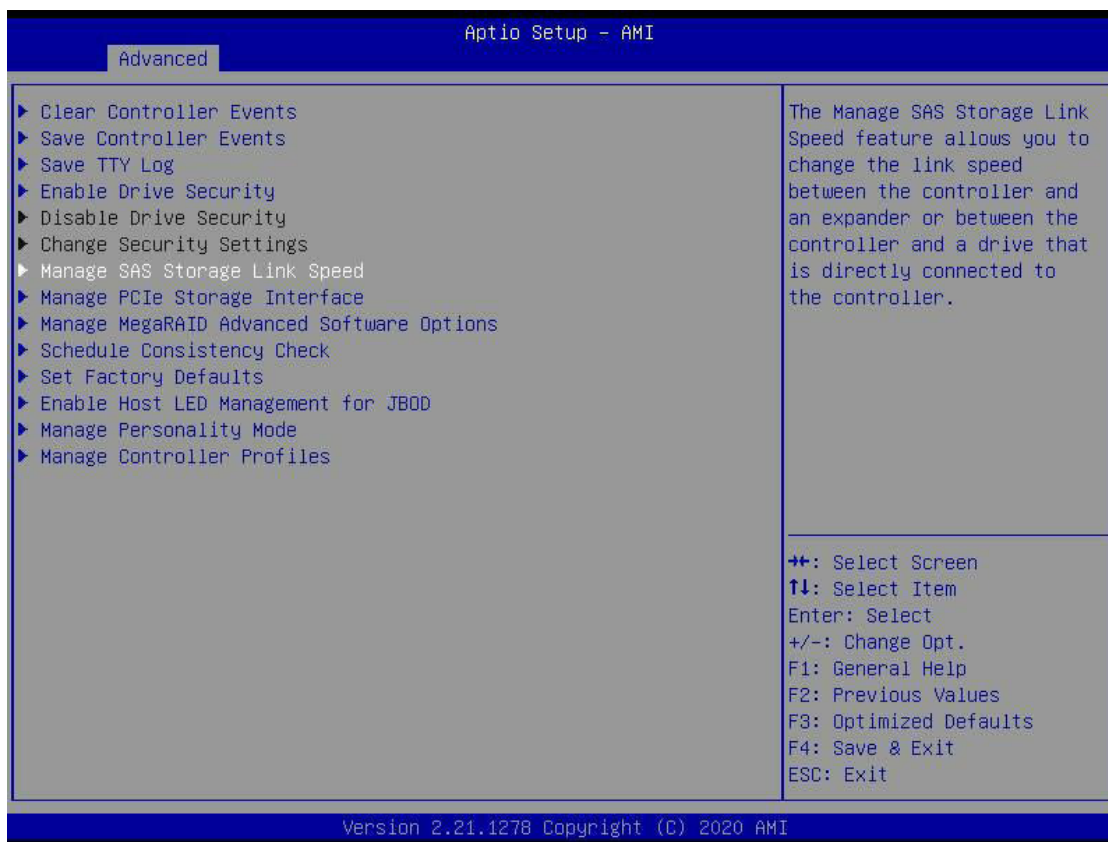 Aptio Setup – AMI
Advanced
▶ Clear Controller Events
▶ Save Controller Events
▶ Save TTY Log
▶ Enable Drive Security
▶ Disable Drive Security
▶ Change Security Settings
▶ Manage SAS Storage Link Speed
▶ Manage PCIe Storage Interface
▶ Manage MegaRAID Advanced Software Options
▶ Schedule Consistency Check
▶ Set Factory Defaults
▶ Enable Host LED Management for JBOD
▶ Manage Personality Mode
▶ Manage Controller Profiles
The Manage SAS Storage Link
Speed feature allows you to
change the link speed
between the controller and
an expander or between the
controller and a drive that
is directly connected to
the controller.
→←: Select Screen
↑↓: Select Item
Enter: Select
+/-: Change Opt.
F1: General Help
F2: Previous Values
F3: Optimized Defaults
F4: Save & Exit
ESC: Exit
Version 2.21.1278 Copyright (C) 2020 AMI